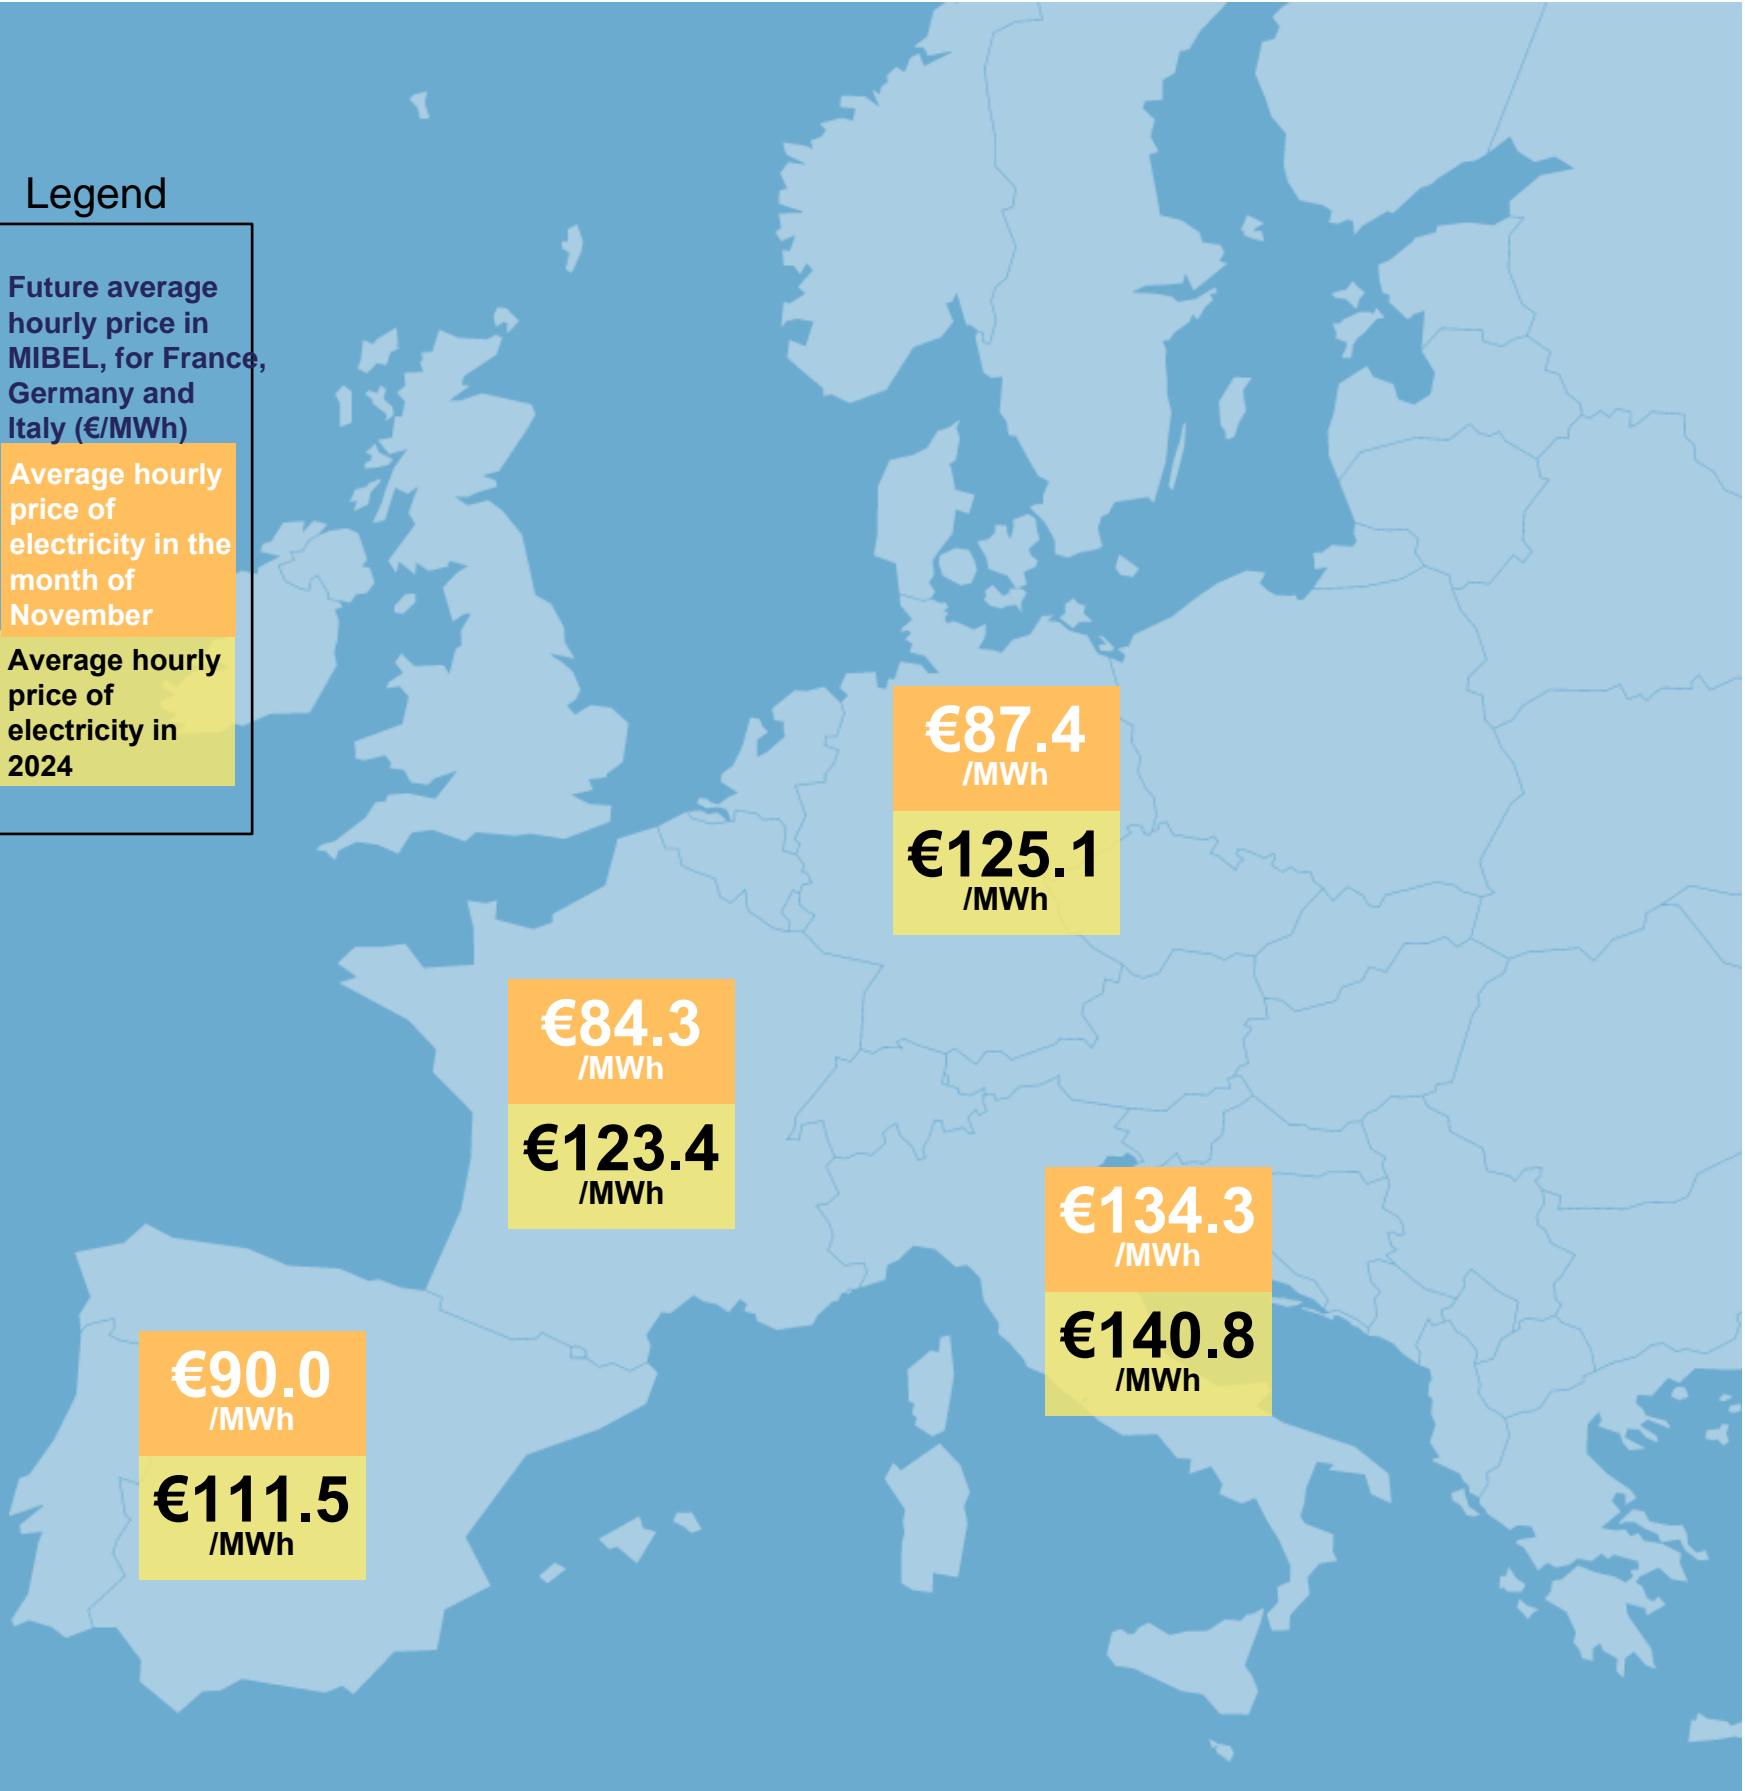 Legend
Future average
hourly price in
MIBEL, for France,
Germany and
Italy (€/MWh)
Average hourly
price of
electricity in the
month of
November
Average hourly
price of
electricity in
2024
€87.4
/MWh
€125.1
/MWh
€84.3
/MWh
€123.4
/MWh
€134.3
/MWh
€140.8
/MWh
€90.0
/MWh
€111.5
/MWh